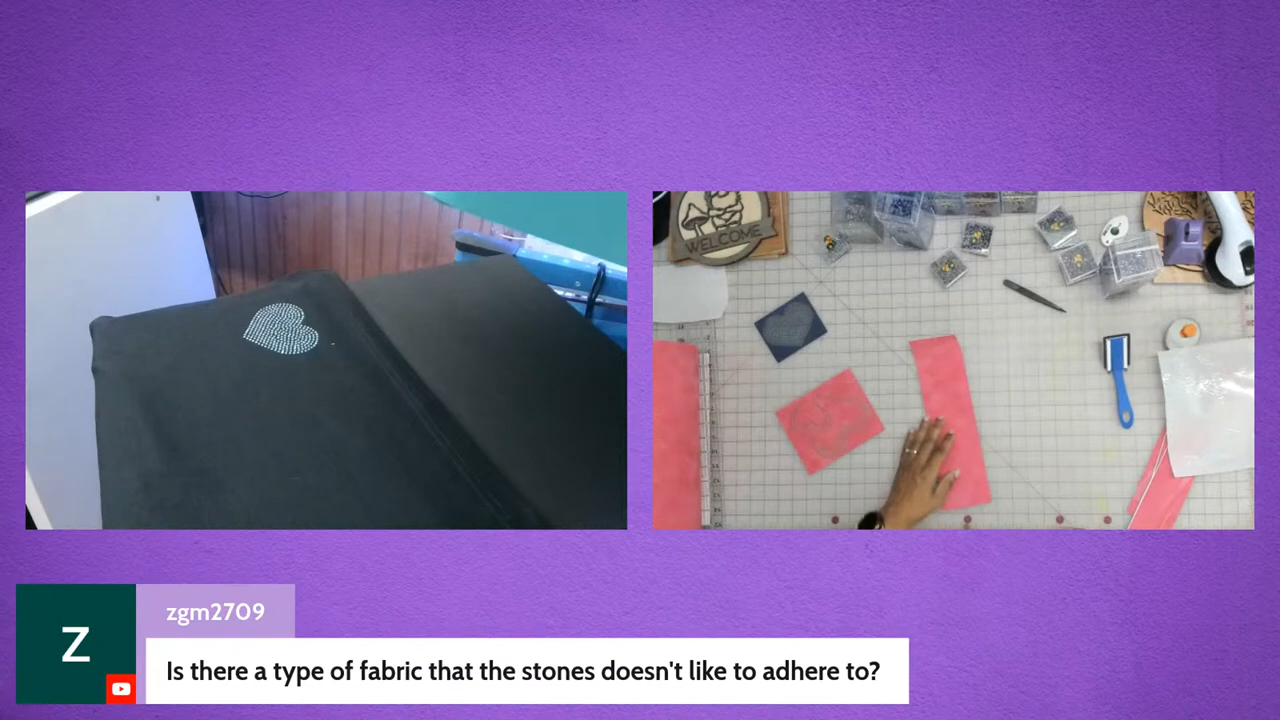 WELCOME
Z
zgm2709
Is there a type of fabric that the stones doesn't like to adhere to?